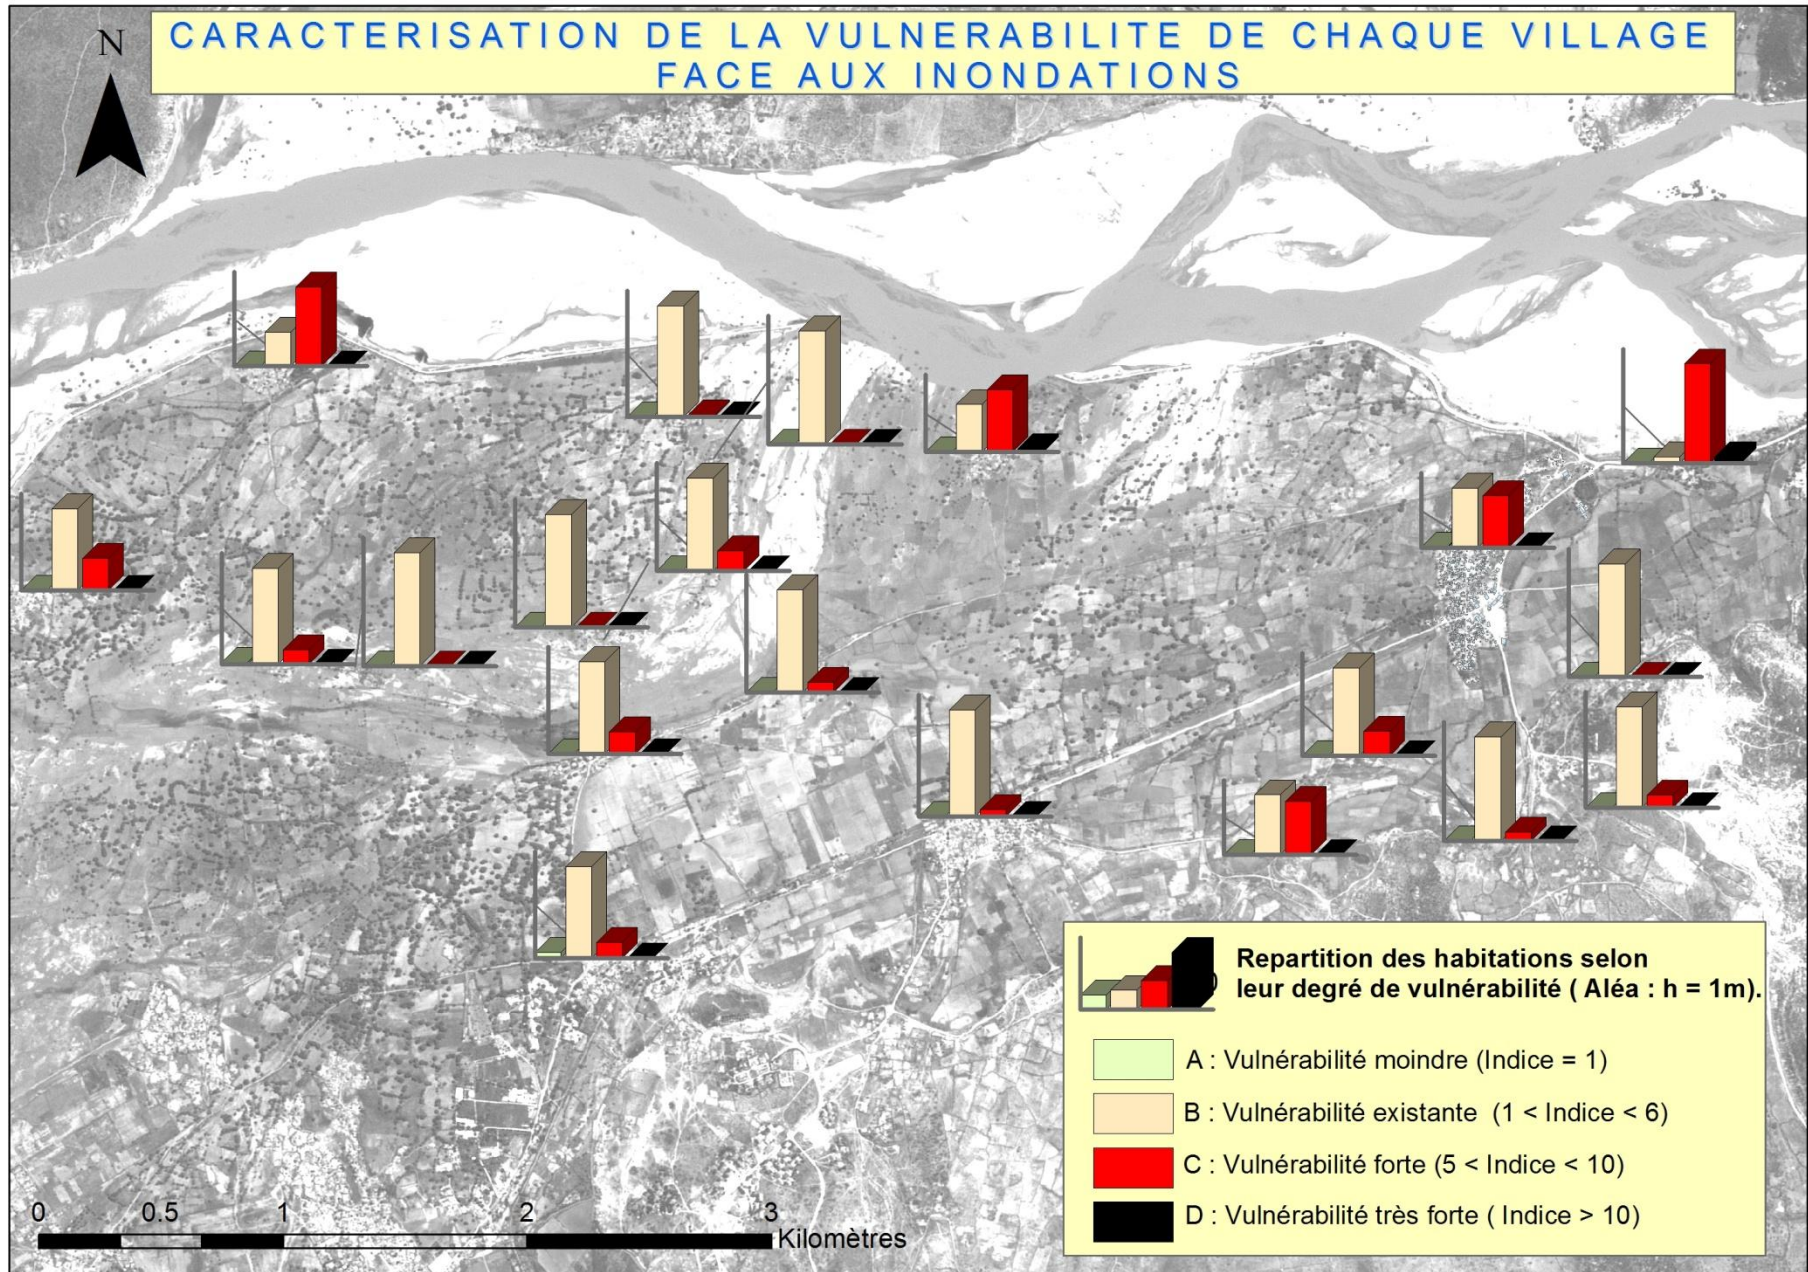 CARACTERISATION DE LA VULNERABILITE DE CHAQUE VILLAGE
FACE AUX INONDATIONS
N
Repartition des habitations selon
leur degré de vulnérabilité ( Aléa : h = 1m).
A : Vulnérabilité moindre (Indice = 1)
B : Vulnérabilité existante (1 < Indice < 6)
C : Vulnérabilité forte (5 < Indice < 10)
D : Vulnérabilité très forte ( Indice > 10)
0 0.5 1 2 3
Kilomètres